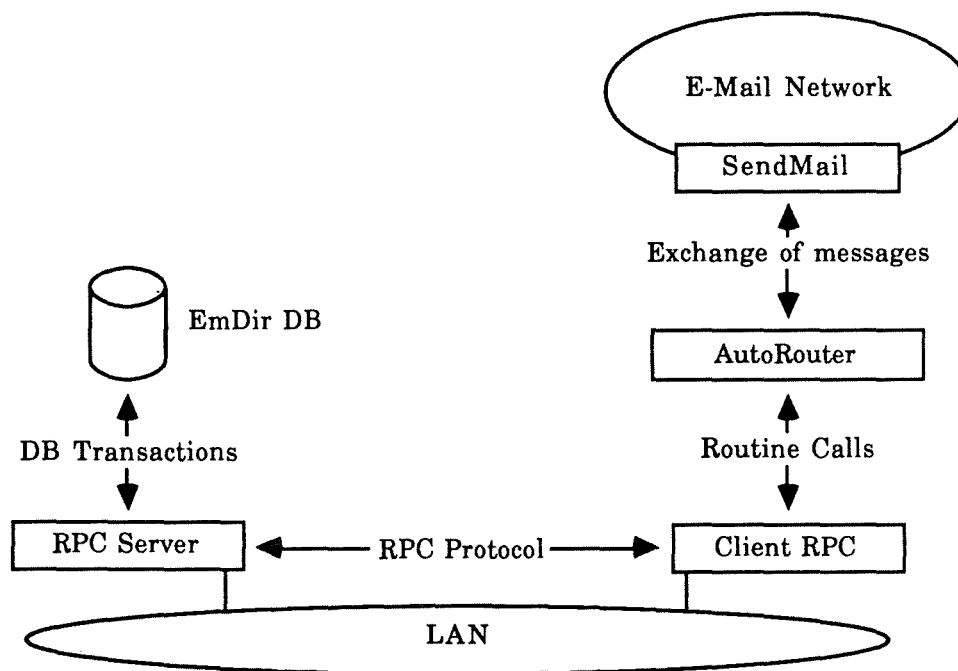 E-Mail Network
SendMail
Exchange of messages
EmDir DB
AutoRouter
DB Transactions
Routine Calls
RPC Server
RPC Protocol
Client RPC
LAN